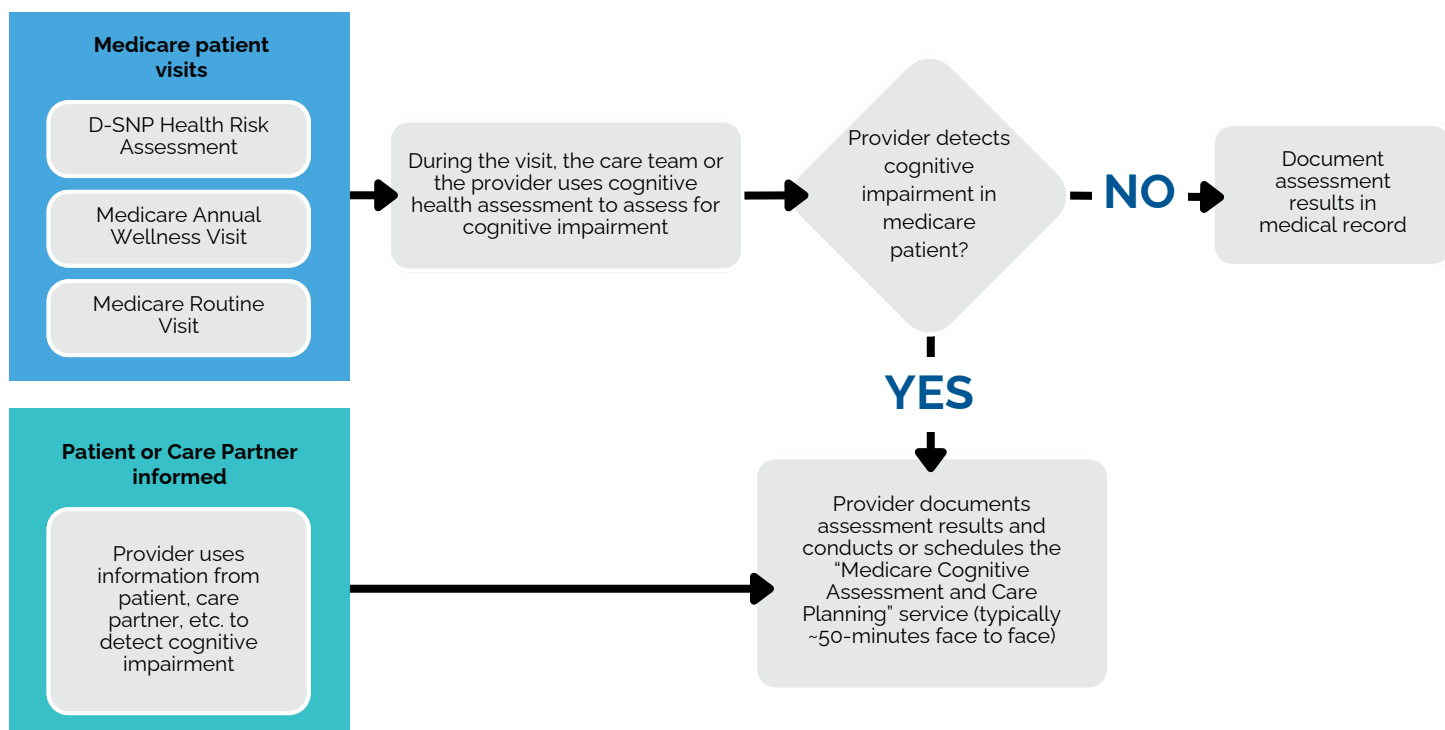 Medicare patient
visits
D-SNP Health Risk
Assessment
Medicare Annual
Wellness Visit
Medicare Routine
Visit
During the visit, the care team or
the provider uses cognitive
health assessment to assess for
cognitive impairment
Provider detects
cognitive
impairment in
medicare
patient?
NO
Document
assessment
results in
medical record
YES
Patient or Care Partner
informed
Provider uses
information from
patient, care
partner, etc. to
detect cognitive
impairment
Provider documents
assessment results and
conducts or schedules the
“Medicare Cognitive
Assessment and Care
Planning” service (typically
~50-minutes face to face)